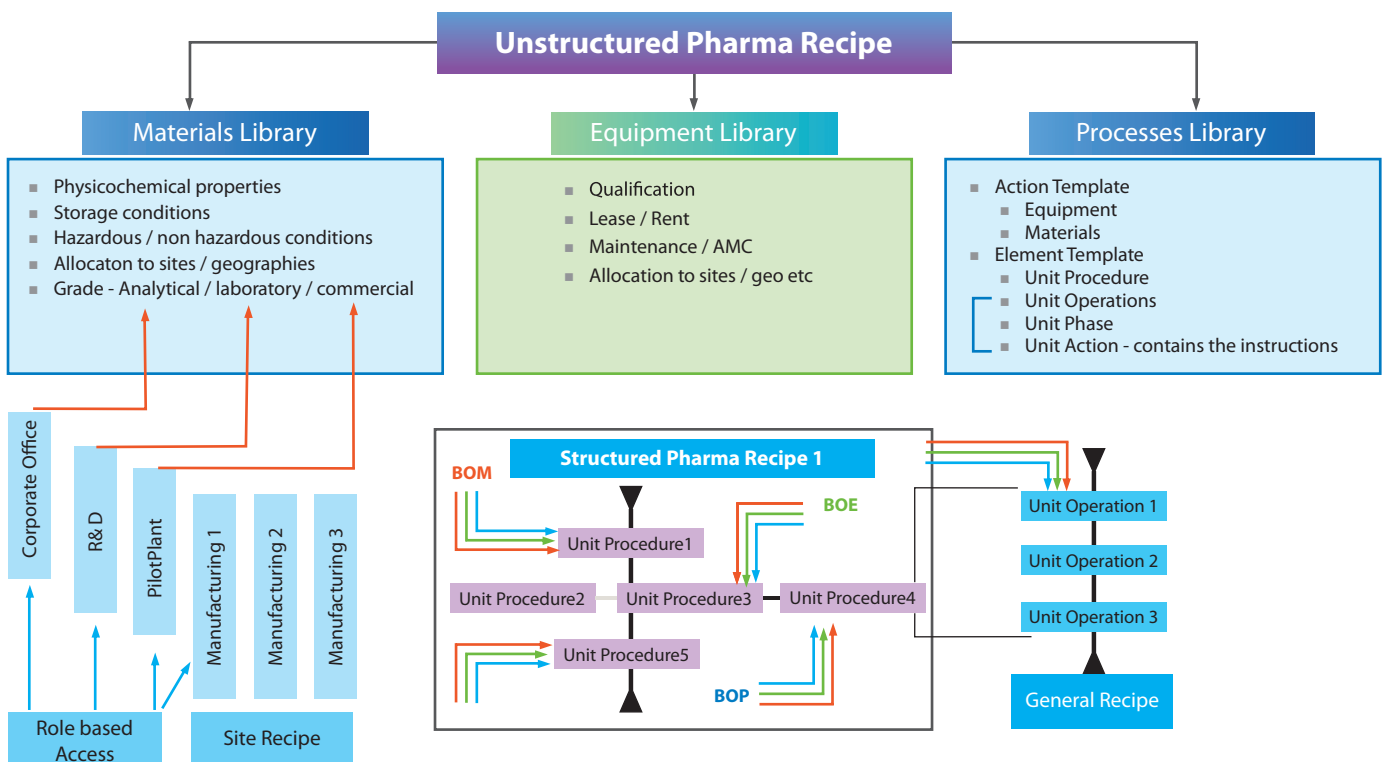 Unstructured Pharma Recipe
Materials Library
Physicochemical properties
Storage conditions
Hazardous / non hazardous conditions
Allocaton to sites / geographies
Grade - Analytical / laboratory / commercial
Equipment Library
Qualification
Lease / Rent
Maintenance / AMC
Allocation to sites / geo etc
Processes Library
Action Template
Equipment
Materials
Element Template
Unit Procedure
Unit Operations
Unit Phase
Unit Action - contains the instructions
Corporate Office
R& D
PilotPlant
Manufacturing 1
Manufacturing 2
Manufacturing 3
Role based
Access
Site Recipe
Structured Pharma Recipe 1
BOM
BOE
Unit Procedure1
Unit Procedure2
Unit Procedure3
Unit Procedure4
Unit Procedure5
BOP
Unit Operation 1
Unit Operation 2
Unit Operation 3
General Recipe